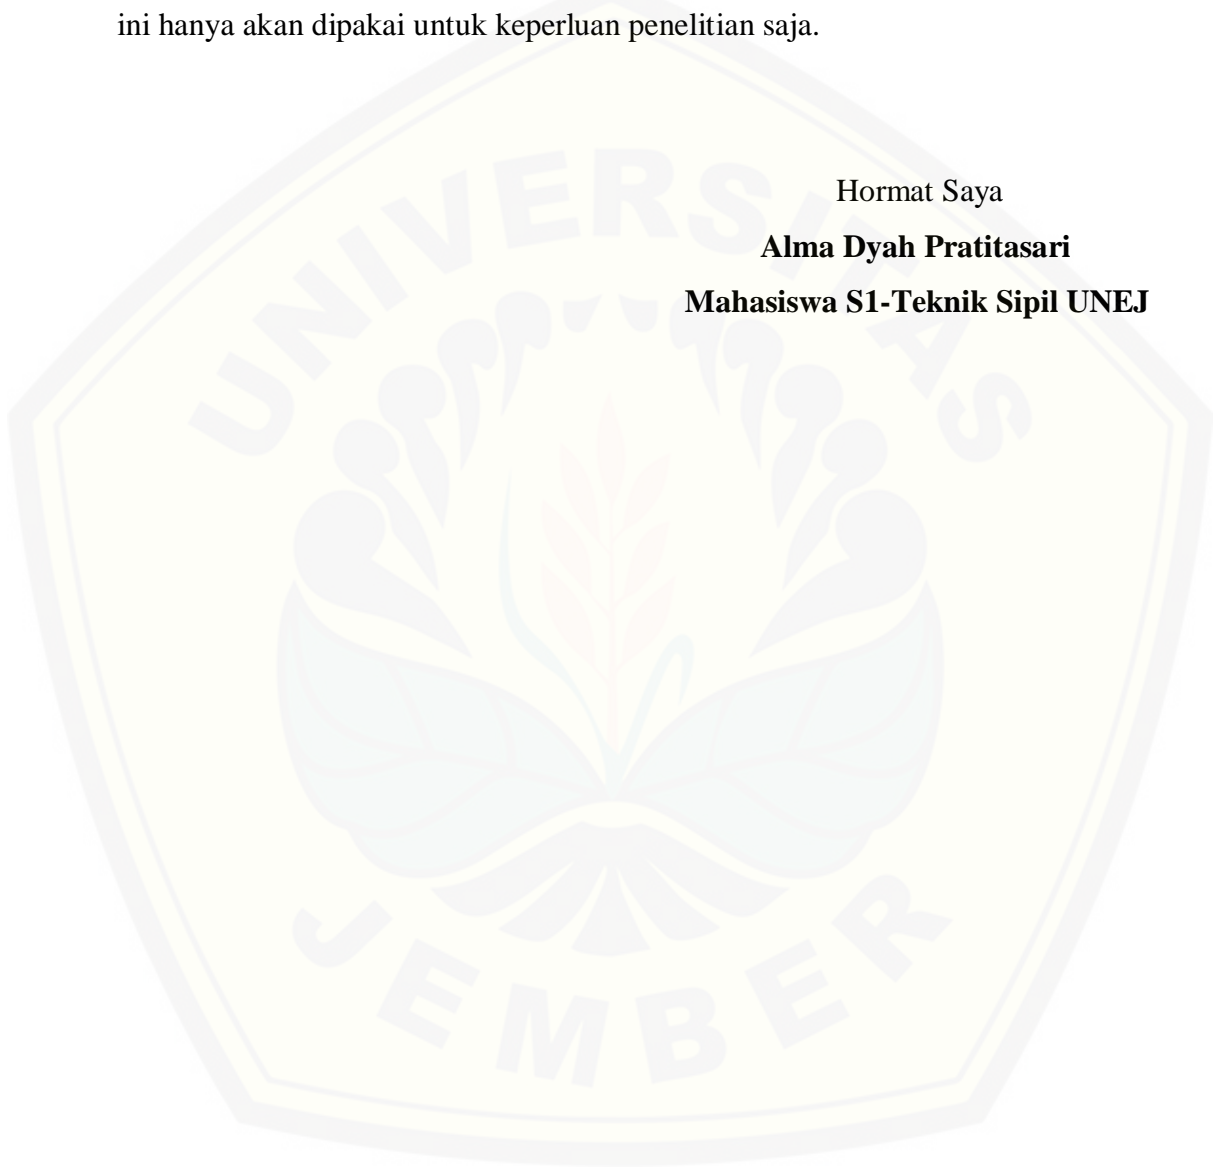 ini hanya akan dipakai untuk keperluan penelitian saja.
Hormat Saya
Alma Dyah Pratitasari
Mahasiswa S1-Teknik Sipil UNEJ
UNIVERSITAS
JEMBER